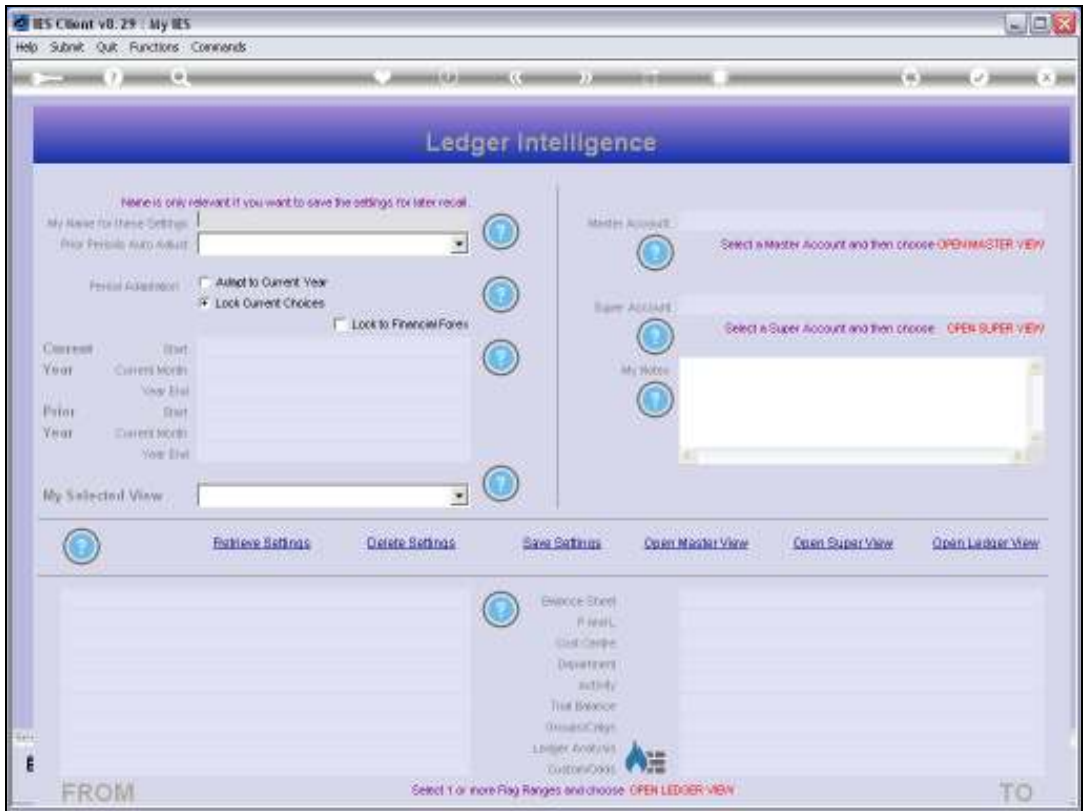 IES Client v8.29 : My IES
Help Submit Quit Functions Commands
Ledger Intelligence
Name is only relevant if you want to save the settings for later recall.
My Name for these Settings
Prior Periods Auto Adjust
Period Adaptation
Adapt to Current Year
Lock Current Choices
Lock to Financial Forex
Current Start
Year Current Month
Year End
Prior Start
Year Current Month
Year End
My Selected View
Master Account
Select a Master Account and then choose OPEN MASTER VIEW
Super Account
Select a Super Account and then choose OPEN SUPER VIEW
My Notes
Retrieve Settings Delete Settings Save Settings Open Master View Open Super View Open Ledger View
Balance Sheet
P and L
Cost Centre
Department
Activity
Trial Balance
Ledger Analysis
FROM
Select 1 or more Flag Ranges and choose OPEN LEDGER VIEW
TO